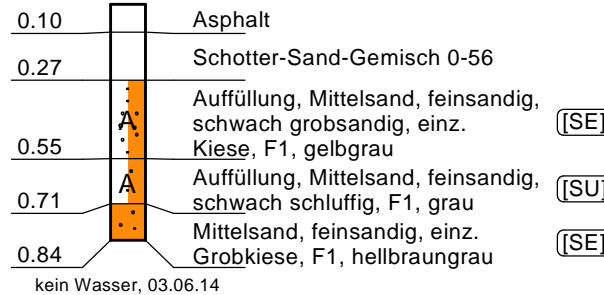 0.10 Asphalt
Schotter-Sand-Gemisch 0-56
0.27
Auffüllung, Mittelsand, feinsandig,
A schwach grobsandig, einz. [SE]
0.55 Kiese, F1, gelbgrau
A Auffüllung, Mittelsand, feinsandig, [SU]
0.71 schwach schluffig, F1, grau
Mittelsand, feinsandig, einz. [SE]
0.84 Grobkiese, F1, hellbraungrau
kein Wasser, 03.06.14